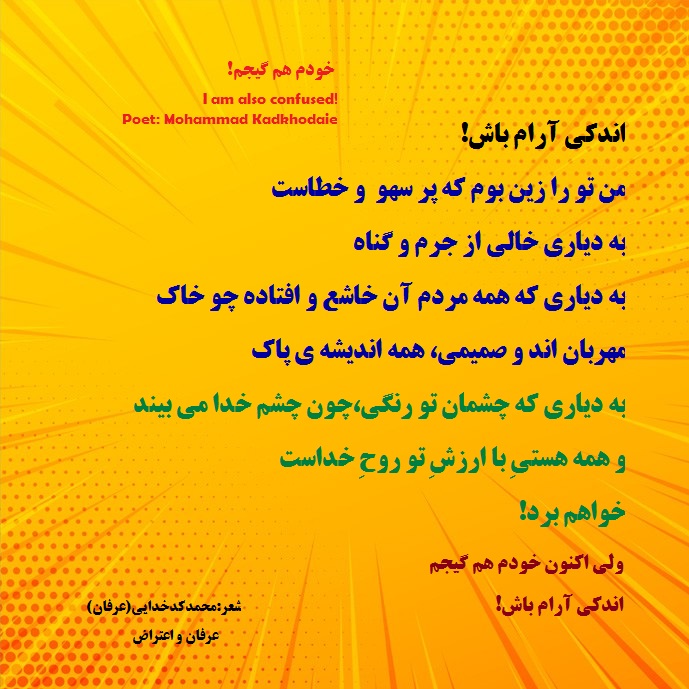 خودم هم گیجم!
I am also confused!
Poet: Mohammad Kadkhodaie
اندکی آرام باش!
من تو را زین بوم که پر سهو و خطاست
به دیاری خالی از جرم و گناه
به دیاری که همه مردم آن خاشع و افتاده چو خاک
مهربان اند و صمیمی، همه اندیشه ی پاک
به دیاری که چشمان تو رنگی،چون چشم خدا می بیند
و همه هستیِ با ارزشِ تو روحِ خداست
خواهم برد!
ولی اکنون خودم هم گیجم
اندکی آرام باش!
شعر:محمدکدخدایی(عرفان)
عرفان و اعتراض